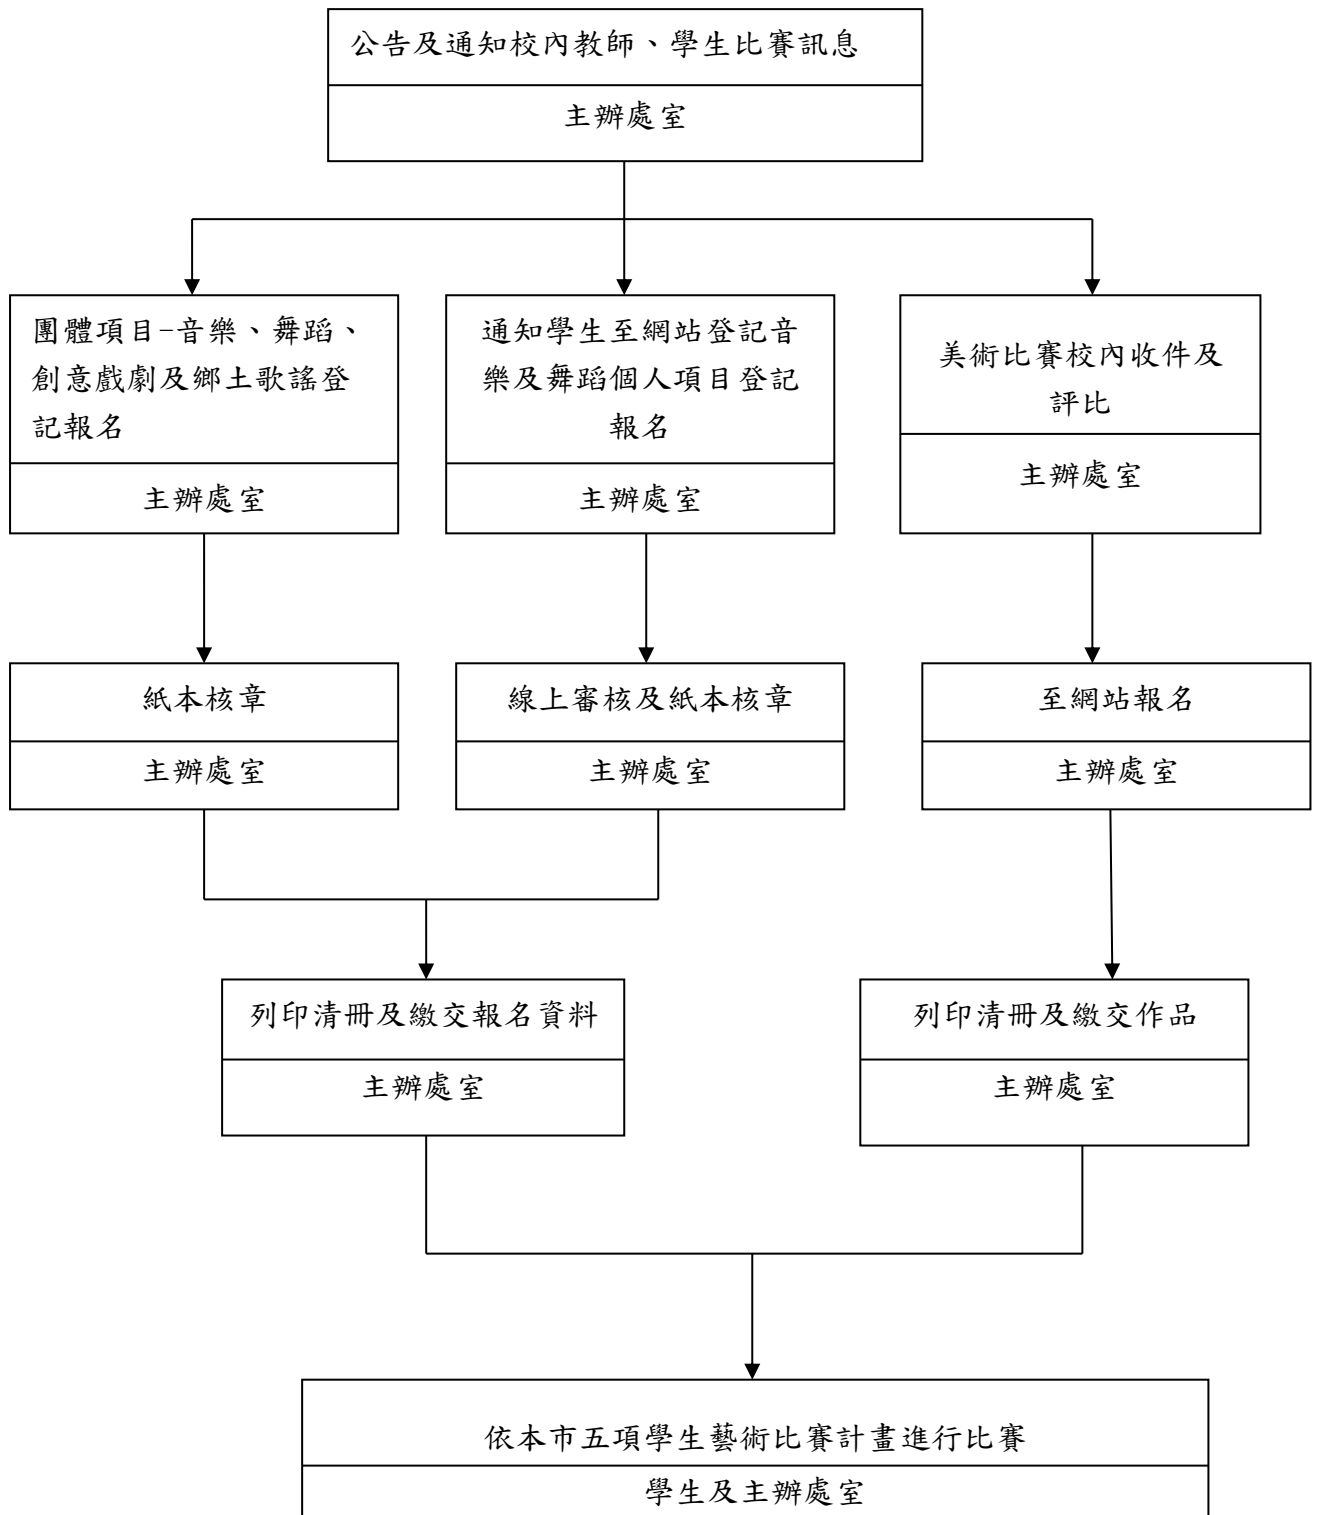 公告及通知校內教師、學生比賽訊息
主辦處室
團體項目-音樂、舞蹈、
創意戲劇及鄉土歌謠登
記報名
主辦處室
通知學生至網站登記音
樂及舞蹈個人項目登記
報名
主辦處室
美術比賽校內收件及
評比
主辦處室
紙本核章
主辦處室
線上審核及紙本核章
主辦處室
至網站報名
主辦處室
列印清冊及繳交報名資料
主辦處室
列印清冊及繳交作品
主辦處室
依本市五項學生藝術比賽計畫進行比賽
學生及主辦處室